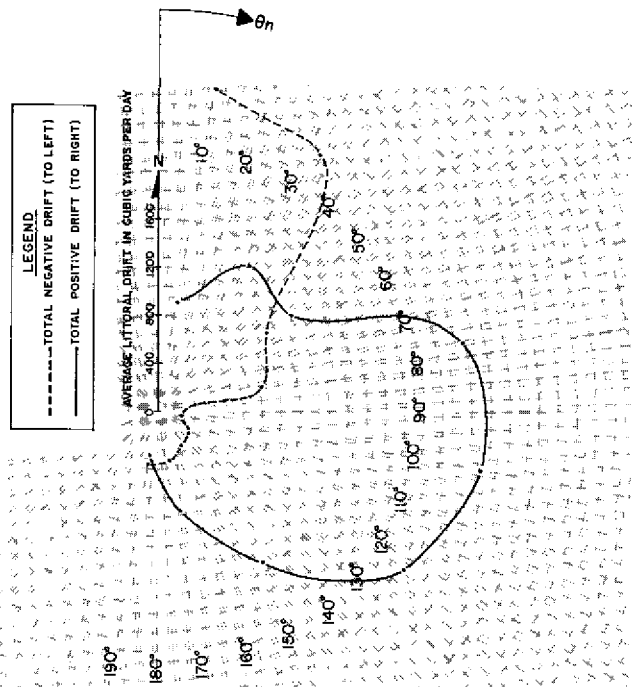 LEGEND
TOTAL NEGATIVE DRIFT (TO LEFT)
TOTAL POSITIVE DRIFT (TO RIGHT)
AVERAGE LITTORAL DRIFT IN CUBIC YARDS PER DAY
0 400 800 1200 1600
N
θn
10°
20°
30°
40°
50°
60°
70°
80°
90°
100°
110°
120°
130°
140°
150°
160°
170°
180°
190°